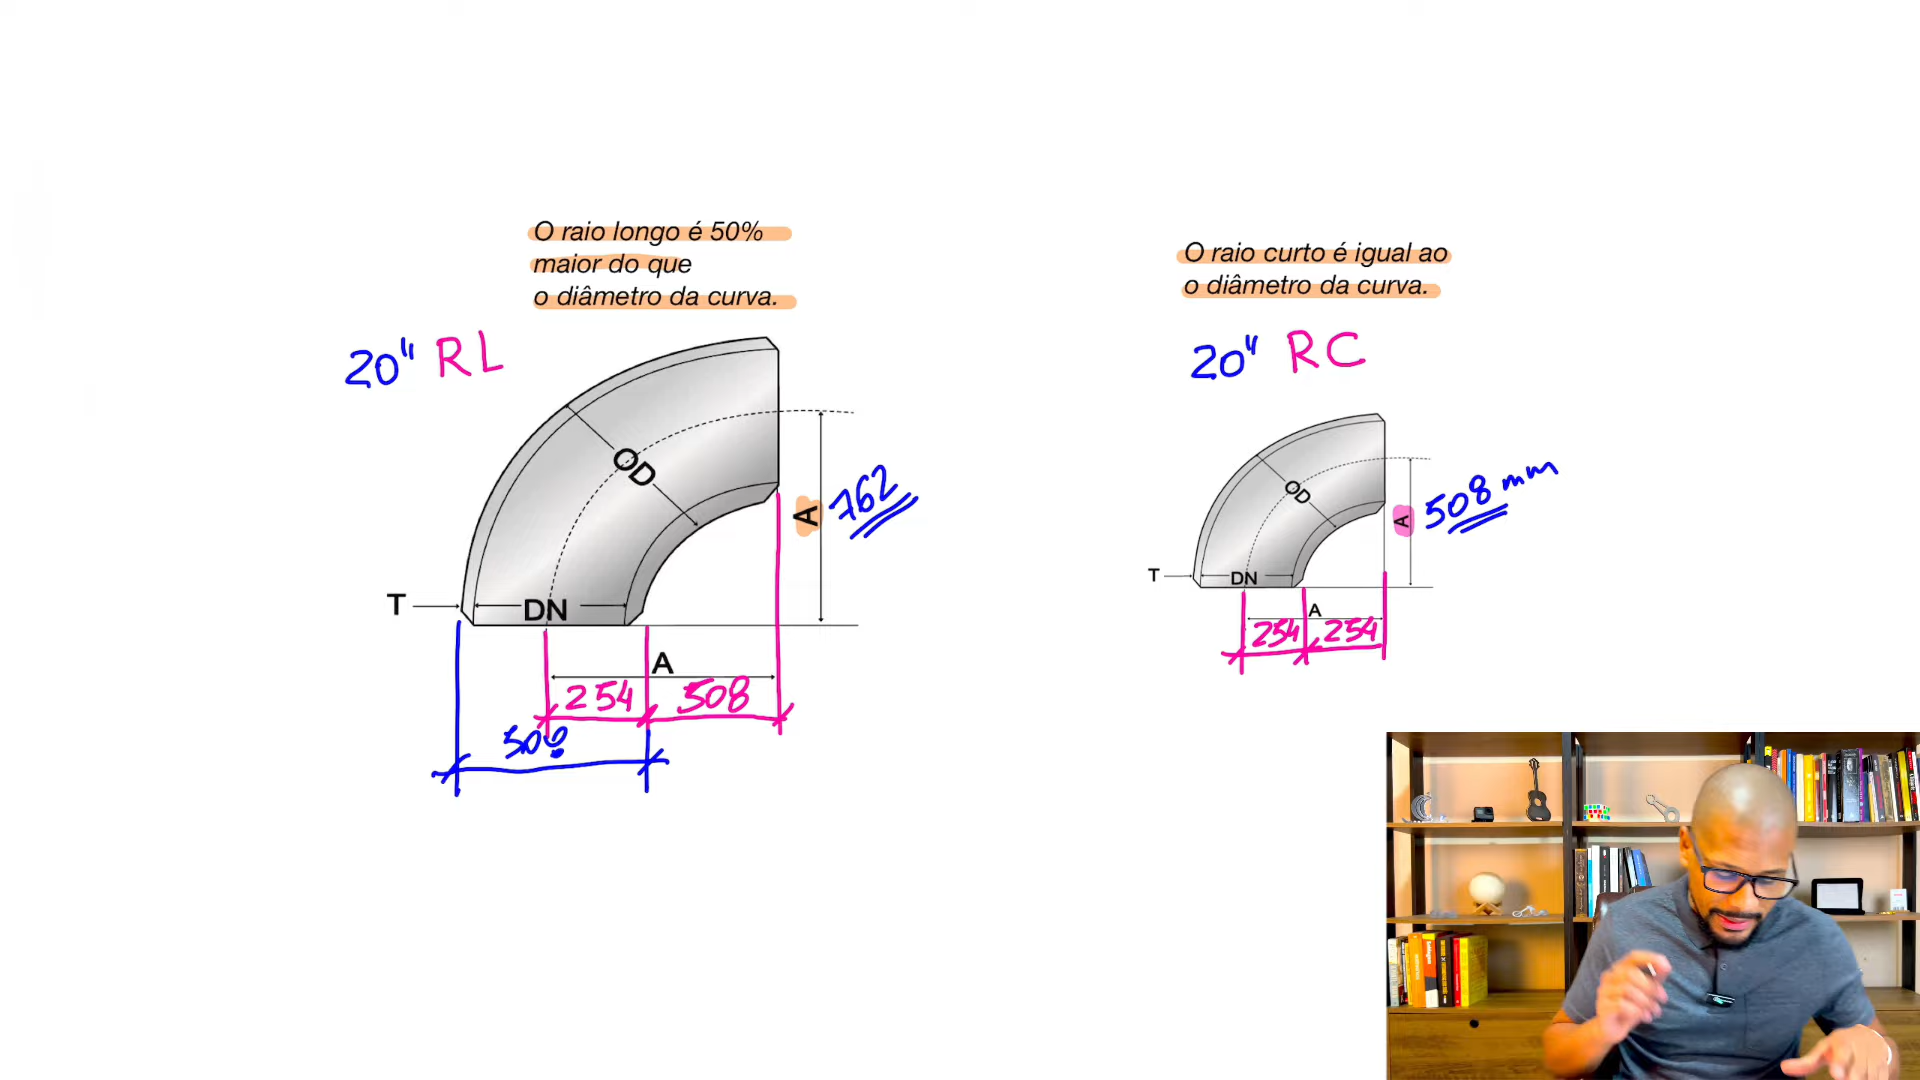 O raio longo é 50%
maior do que
o diâmetro da curva.
20" RL
OD
A
762
T
DN
A
254
508
508
O raio curto é igual ao
o diâmetro da curva.
20" RC
OD
A
508 mm
T
DN
A
254
254